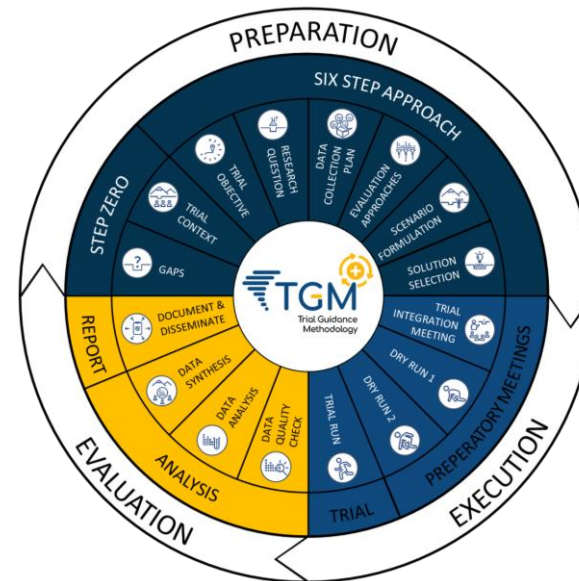 PREPARATION
SIX STEP APPROACH
STEP ZERO
GAPS
TRIAL
CONTEXT
TRIAL
OBJECTIVE
RESEARCH
QUESTION
DATA
COLLECTION
PLAN
EVALUATION
APPROACHES
SCENARIO
FORMULATION
SOLUTION
SELECTION
TGM
Trial Guidance
Methodology
EXECUTION
PREPERATORY MEETINGS
TRIAL
INTEGRATION
MEETING
DRY RUN 1
DRY RUN 2
TRIAL
TRIAL RUN
EVALUATION
ANALYSIS
DATA
QUALITY
CHECK
DATA
ANALYSIS
DATA
SYNTHESIS
REPORT
DOCUMENT &
DISSEMINATE